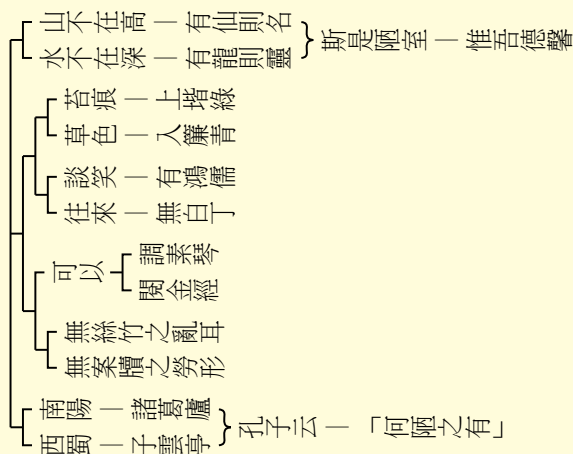 山不在高 — 有仙則名
水不在深 — 有龍則靈
斯是陋室 — 惟吾德馨
苔痕 — 上堦綠
草色 — 入簾青
談笑 — 有鴻儒
往來 — 無白丁
可以
調素琴
閱金經
無絲竹之亂耳
無案牘之勞形
南陽 — 諸葛廬
西蜀 — 子雲亭
孔子云 — 「何陋之有」